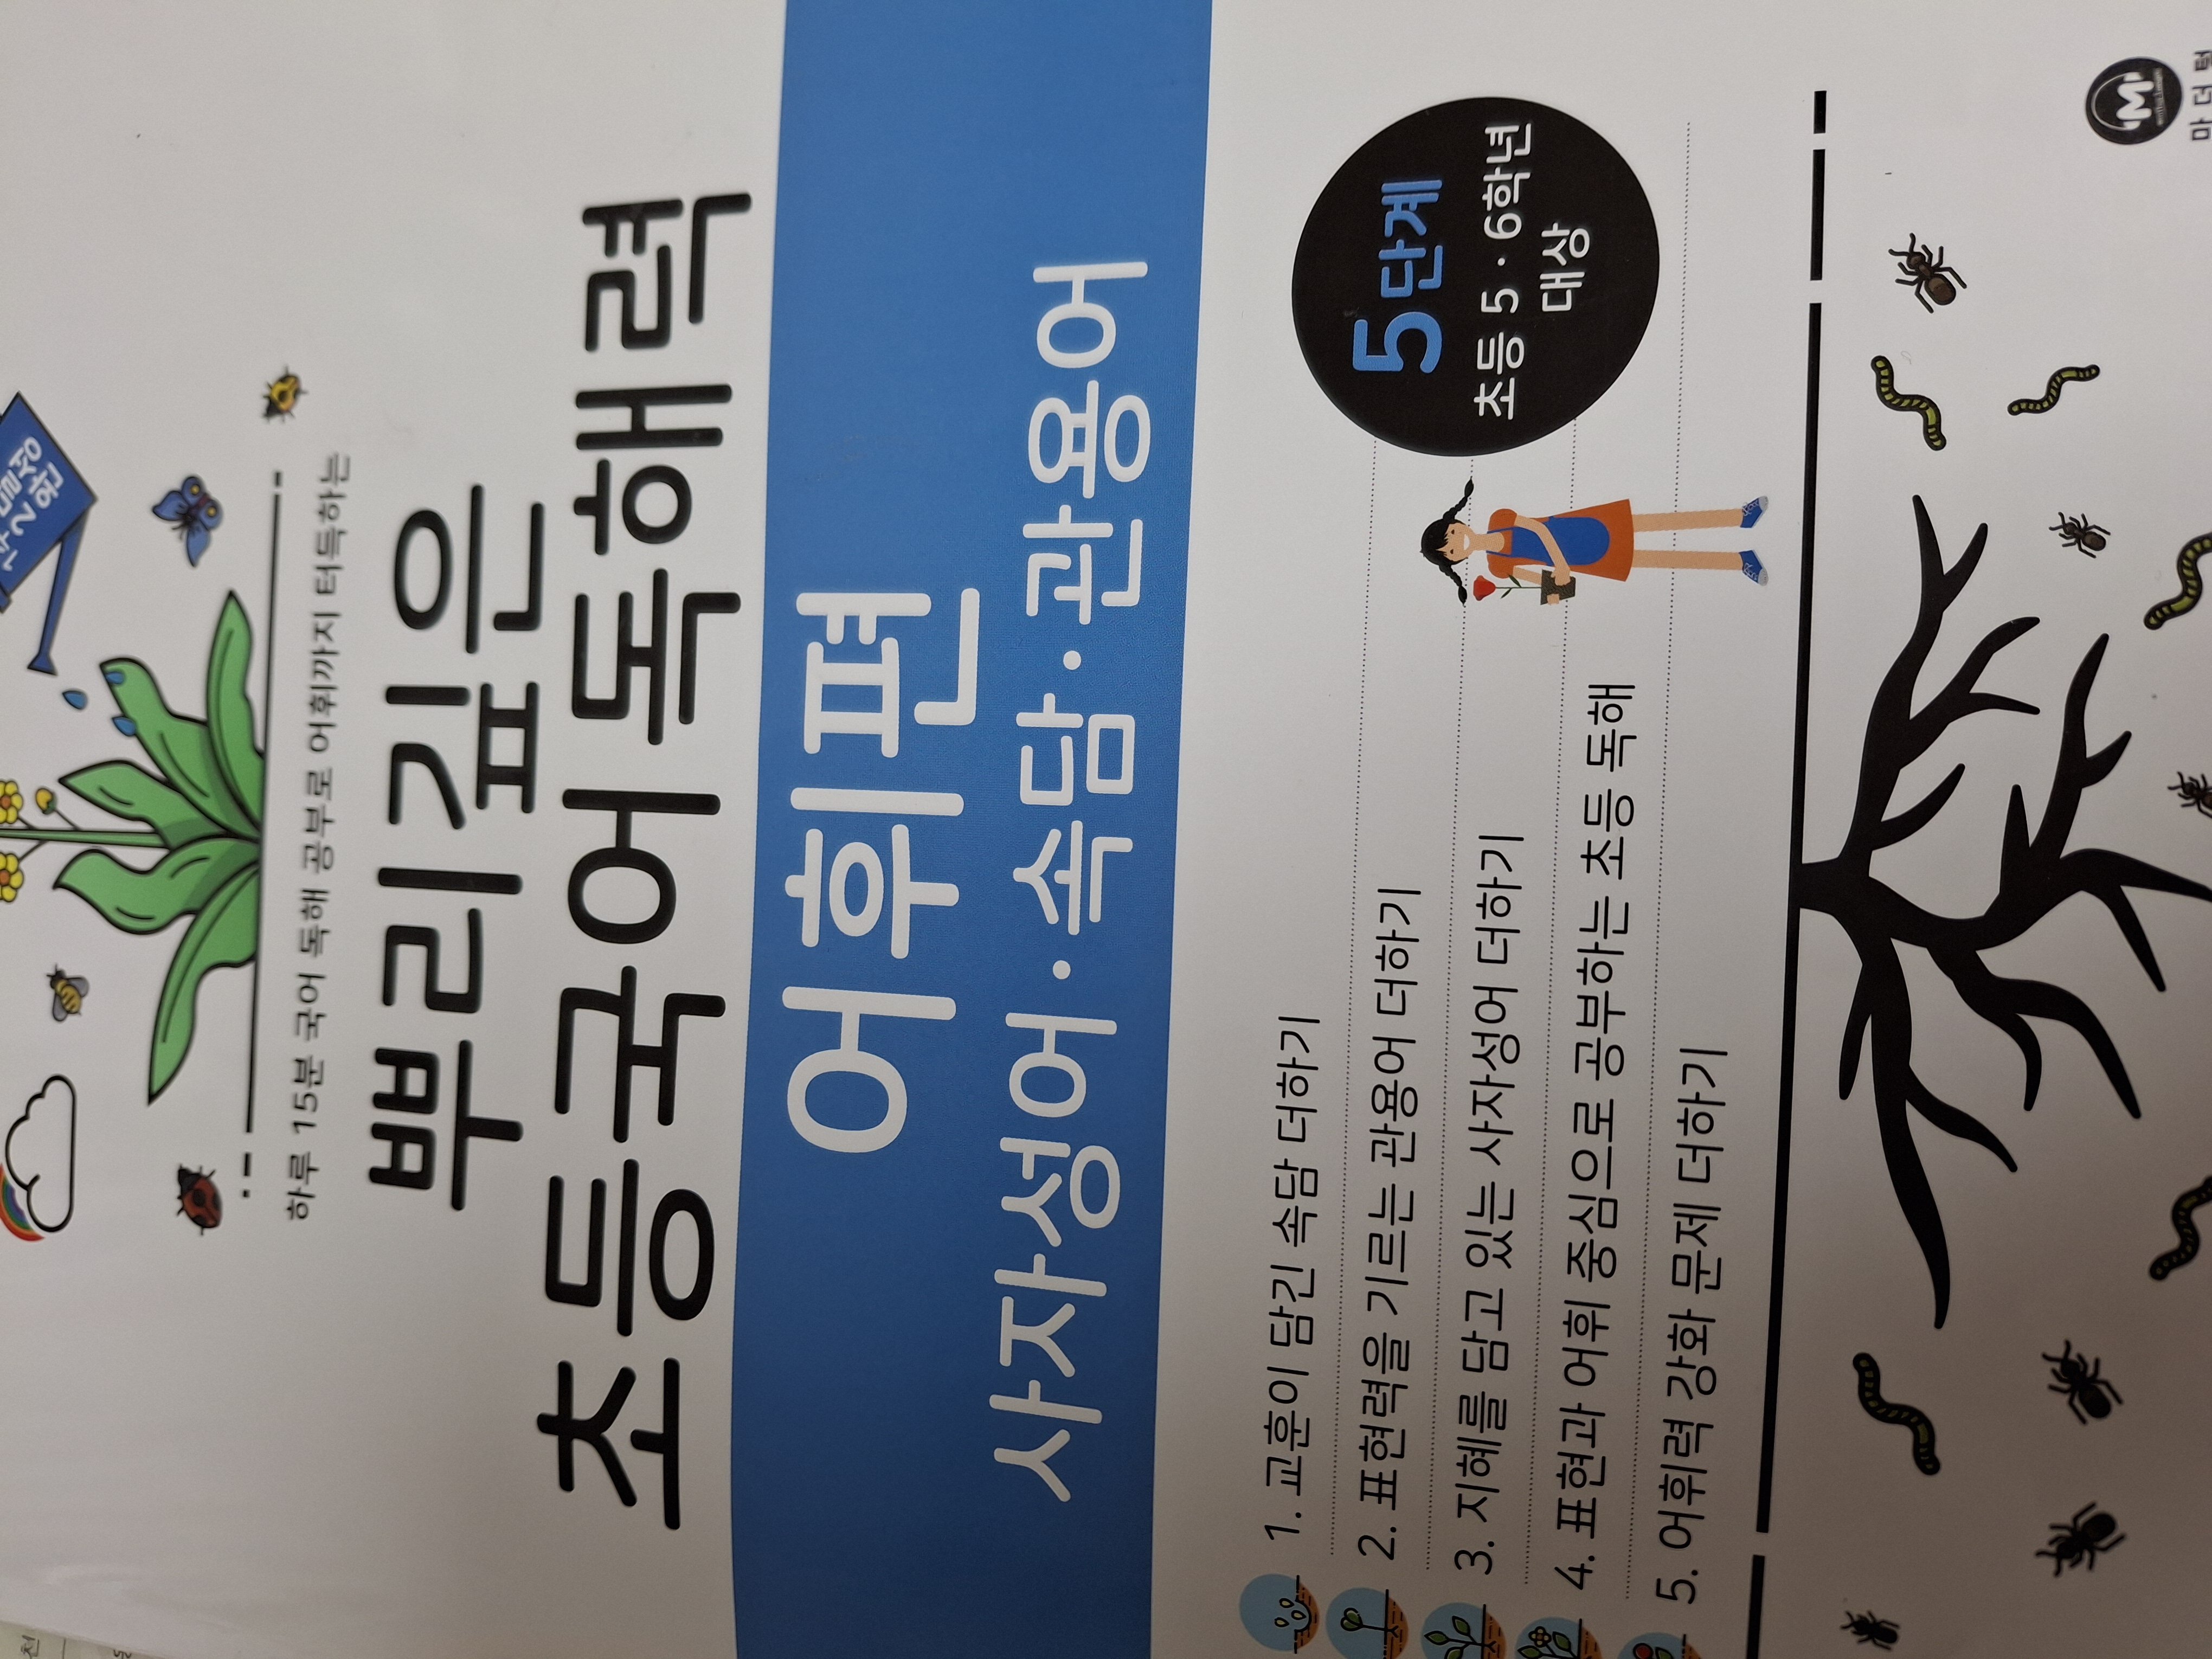 하루 15분 국어 독해 공부로 어휘까지 터득하는
뿌리깊은
초등국어 독해력
어휘편
사자성어·속담·관용어
5단계
초등 5·6학년
대상
1. 교훈이 담긴 속담 더하기
2. 표현력을 기르는 관용어 더하기
3. 지혜를 담고 있는 사자성어 더하기
4. 표현과 어휘 중심으로 공부하는 초등 독해
5. 어휘력 강화 문제 더하기
M
마더텅